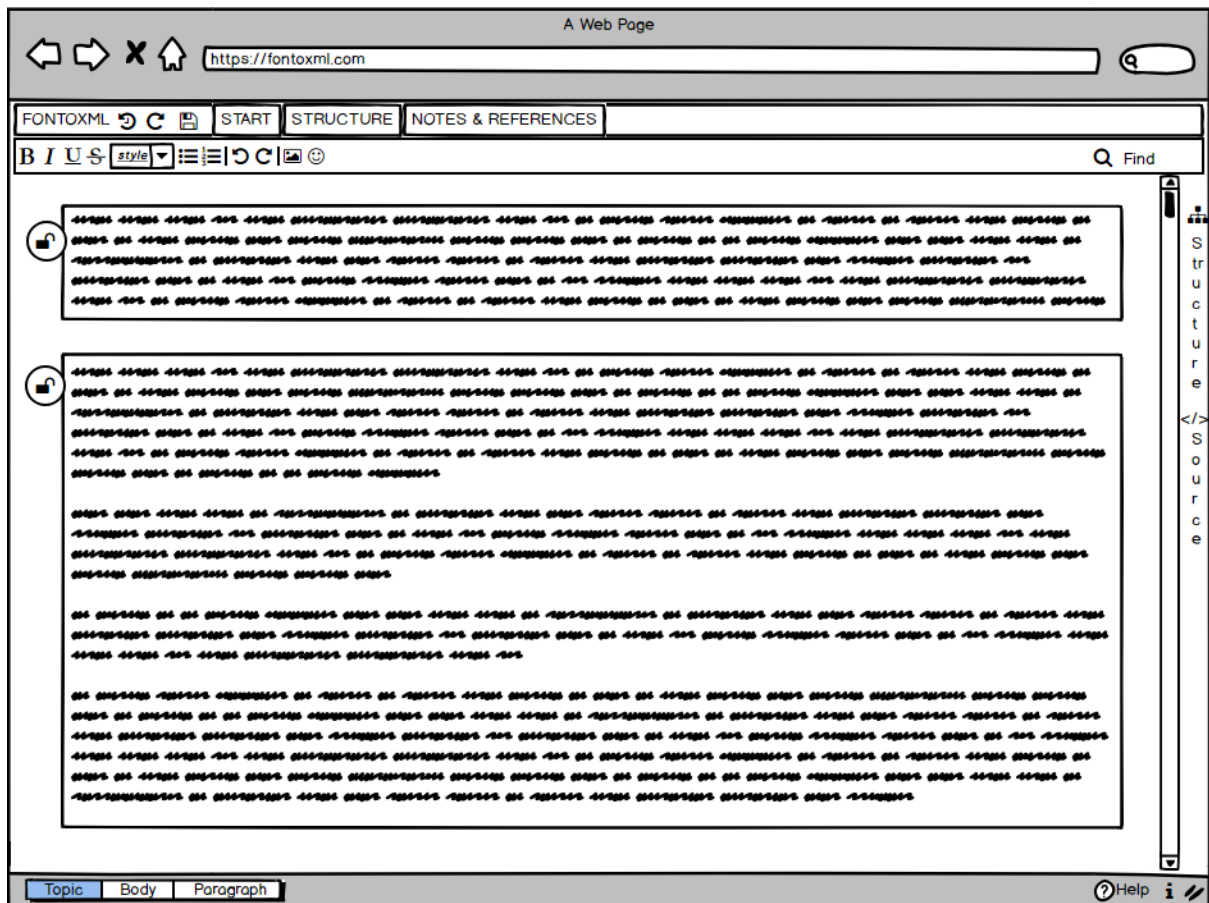 A Web Page
https://fontoxml.com
FONTOXML START STRUCTURE NOTES & REFERENCES
B I U S style Find
Structure
</> Source
Topic Body Paragraph Help i